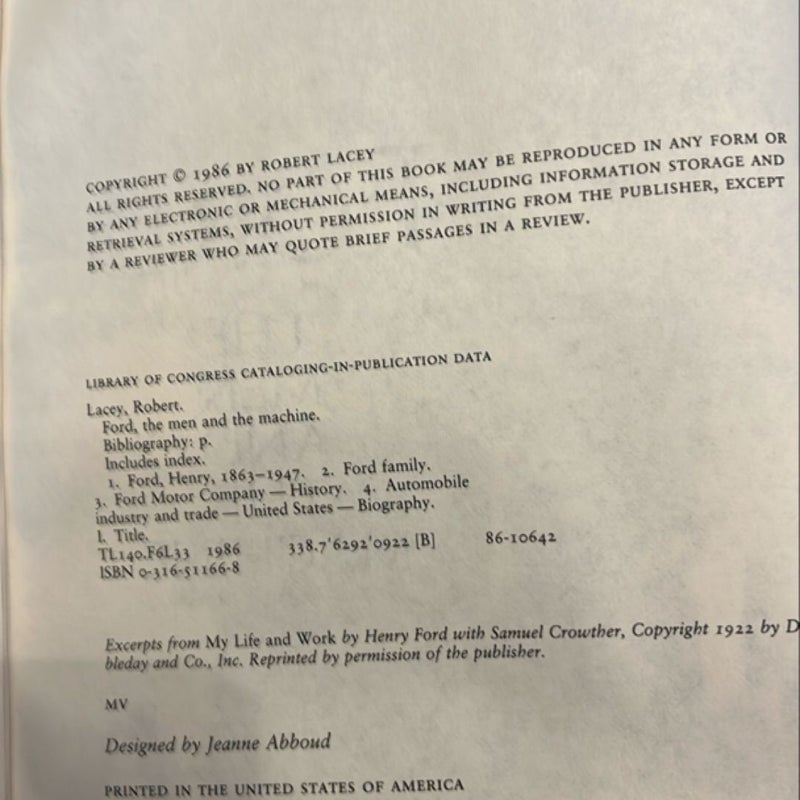 COPYRIGHT © 1986 BY ROBERT LACEY
ALL RIGHTS RESERVED. NO PART OF THIS BOOK MAY BE REPRODUCED IN ANY FORM OR
BY ANY ELECTRONIC OR MECHANICAL MEANS, INCLUDING INFORMATION STORAGE AND
RETRIEVAL SYSTEMS, WITHOUT PERMISSION IN WRITING FROM THE PUBLISHER, EXCEPT
BY A REVIEWER WHO MAY QUOTE BRIEF PASSAGES IN A REVIEW.
LIBRARY OF CONGRESS CATALOGING-IN-PUBLICATION DATA
Lacey, Robert.
Ford, the men and the machine.
Bibliography: p.
Includes index.
1. Ford, Henry, 1863–1947. 2. Ford family.
3. Ford Motor Company — History. 4. Automobile
industry and trade — United States — Biography.
I. Title.
TL140.F6L33 1986 338.7'6292'0922 [B] 86-10642
ISBN 0-316-51166-8
Excerpts from My Life and Work by Henry Ford with Samuel Crowther, Copyright 1922 by D
bleday and Co., Inc. Reprinted by permission of the publisher.
MV
Designed by Jeanne Abboud
PRINTED IN THE UNITED STATES OF AMERICA